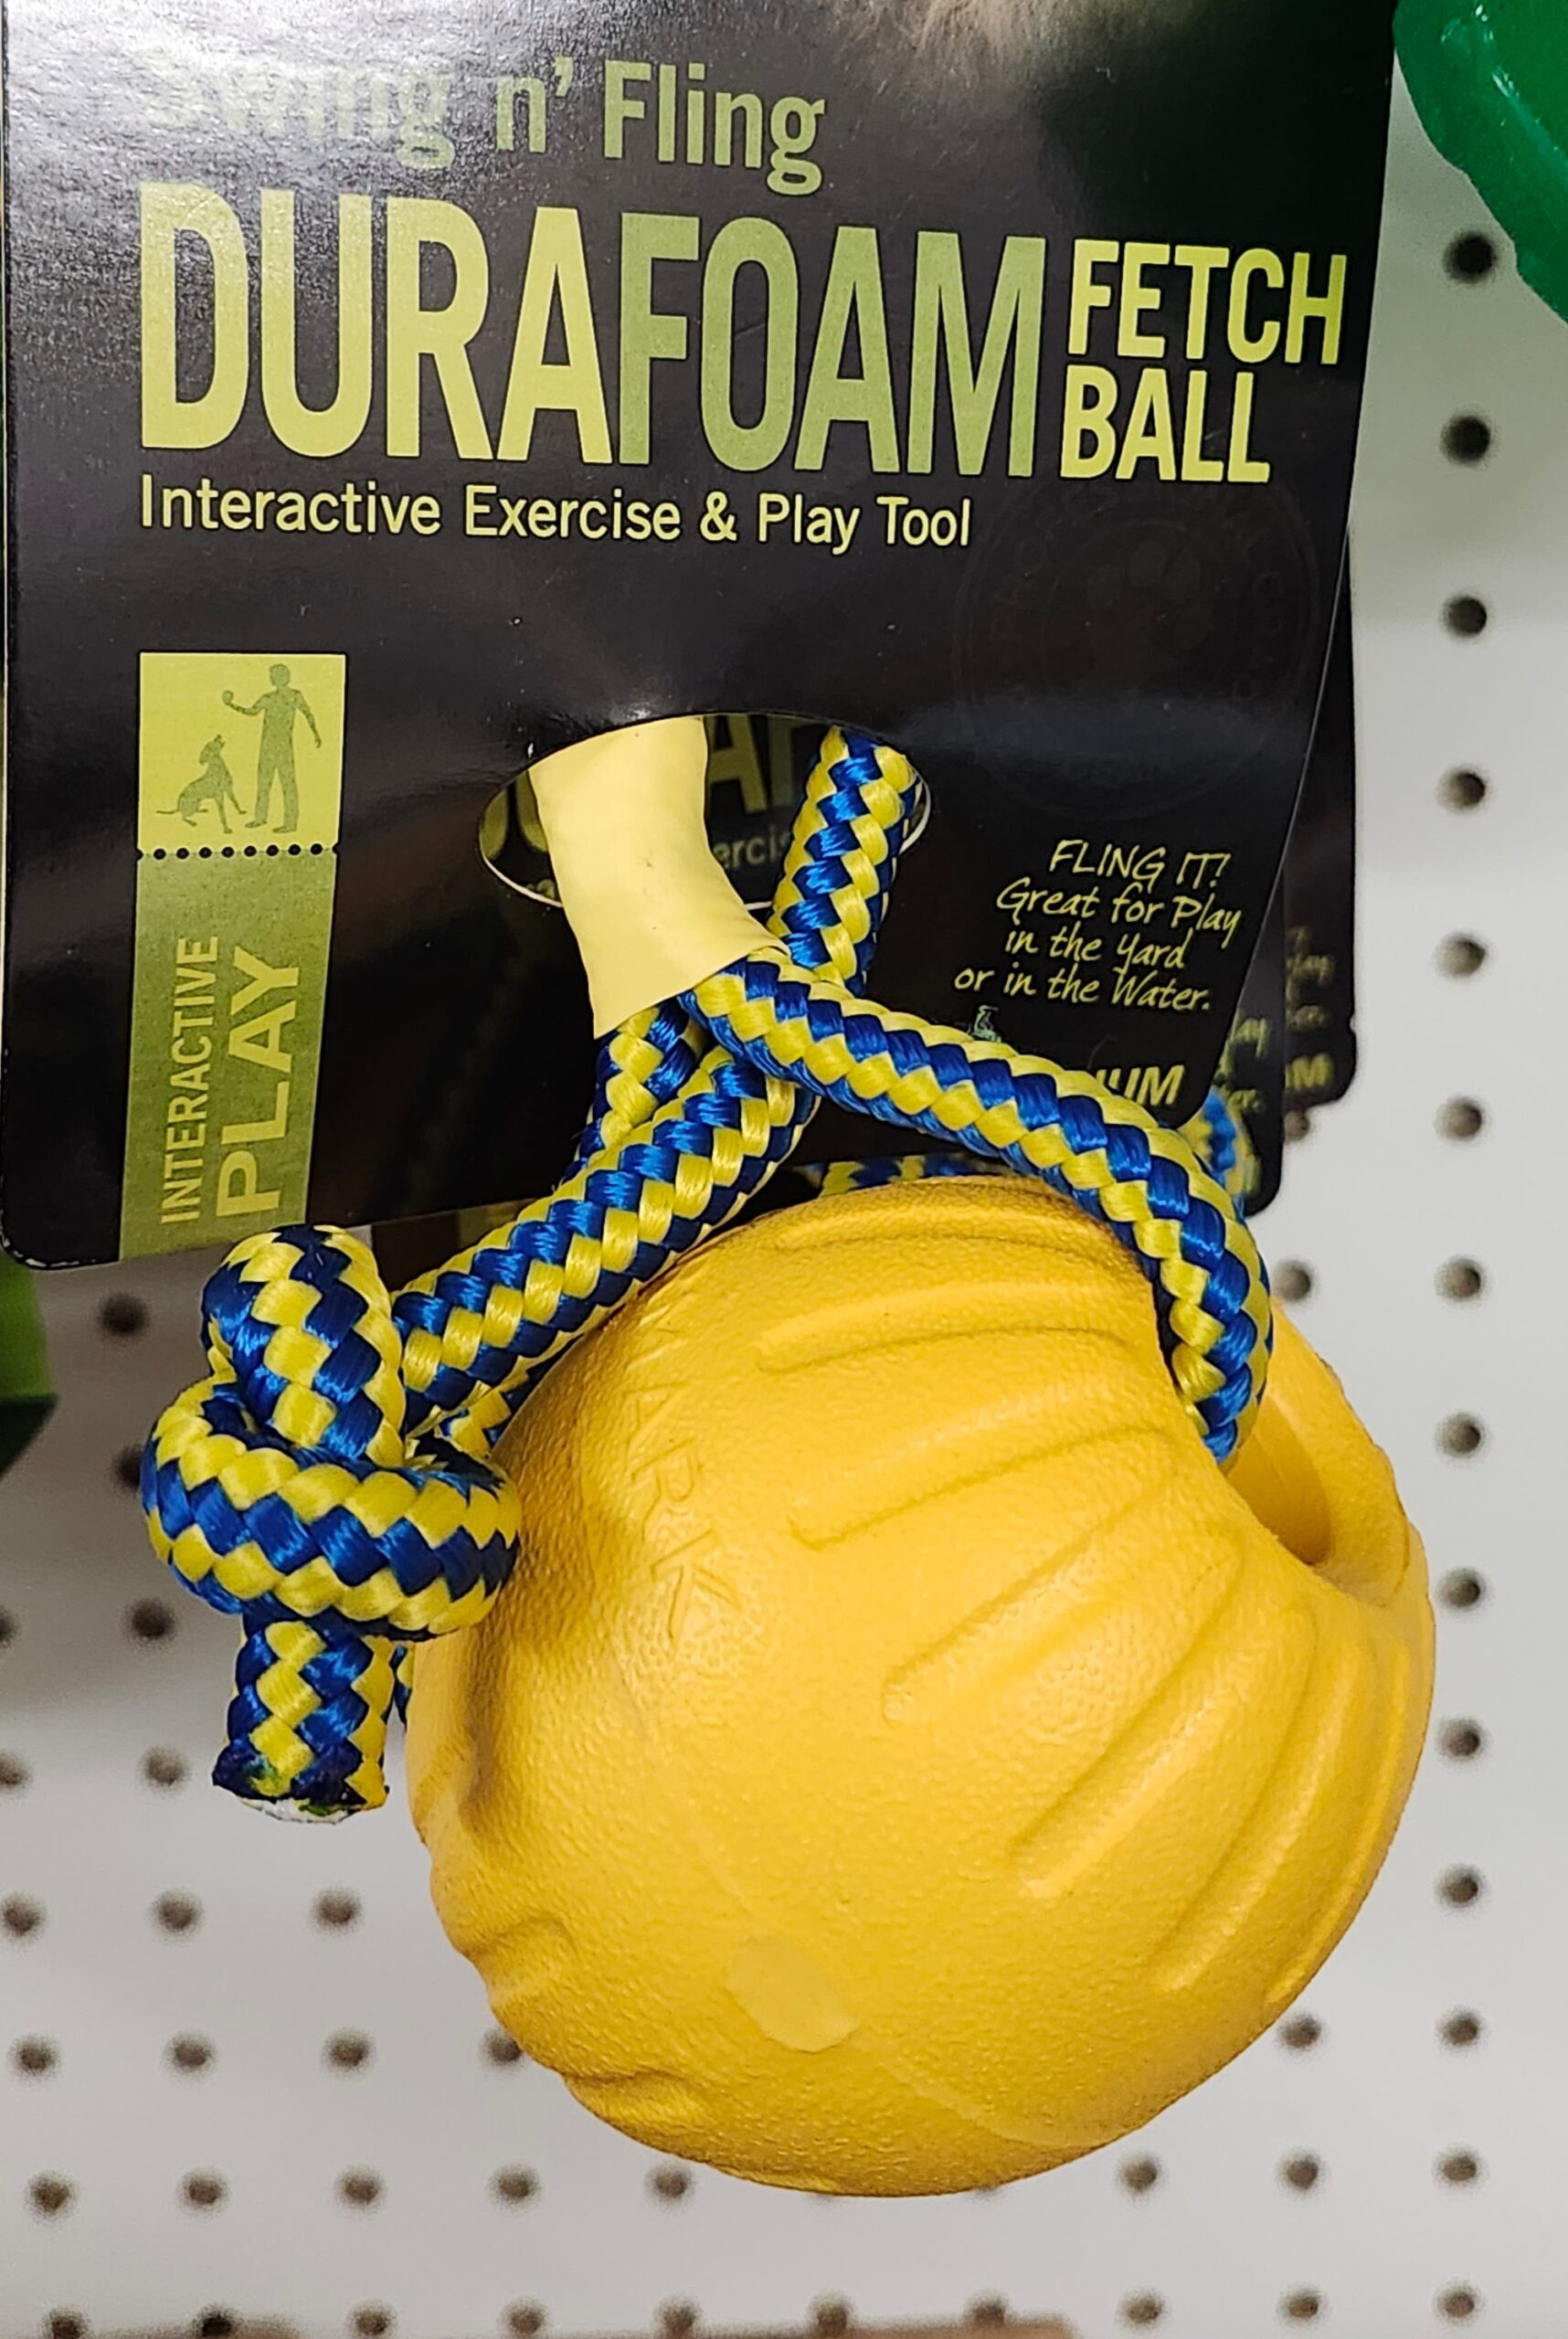 Swing n' Fling
DURAFOAM FETCH
BALL
Interactive Exercise & Play Tool
FLING IT!
Great for Play
in the Yard
or in the Water.
INTERACTIVE
PLAY